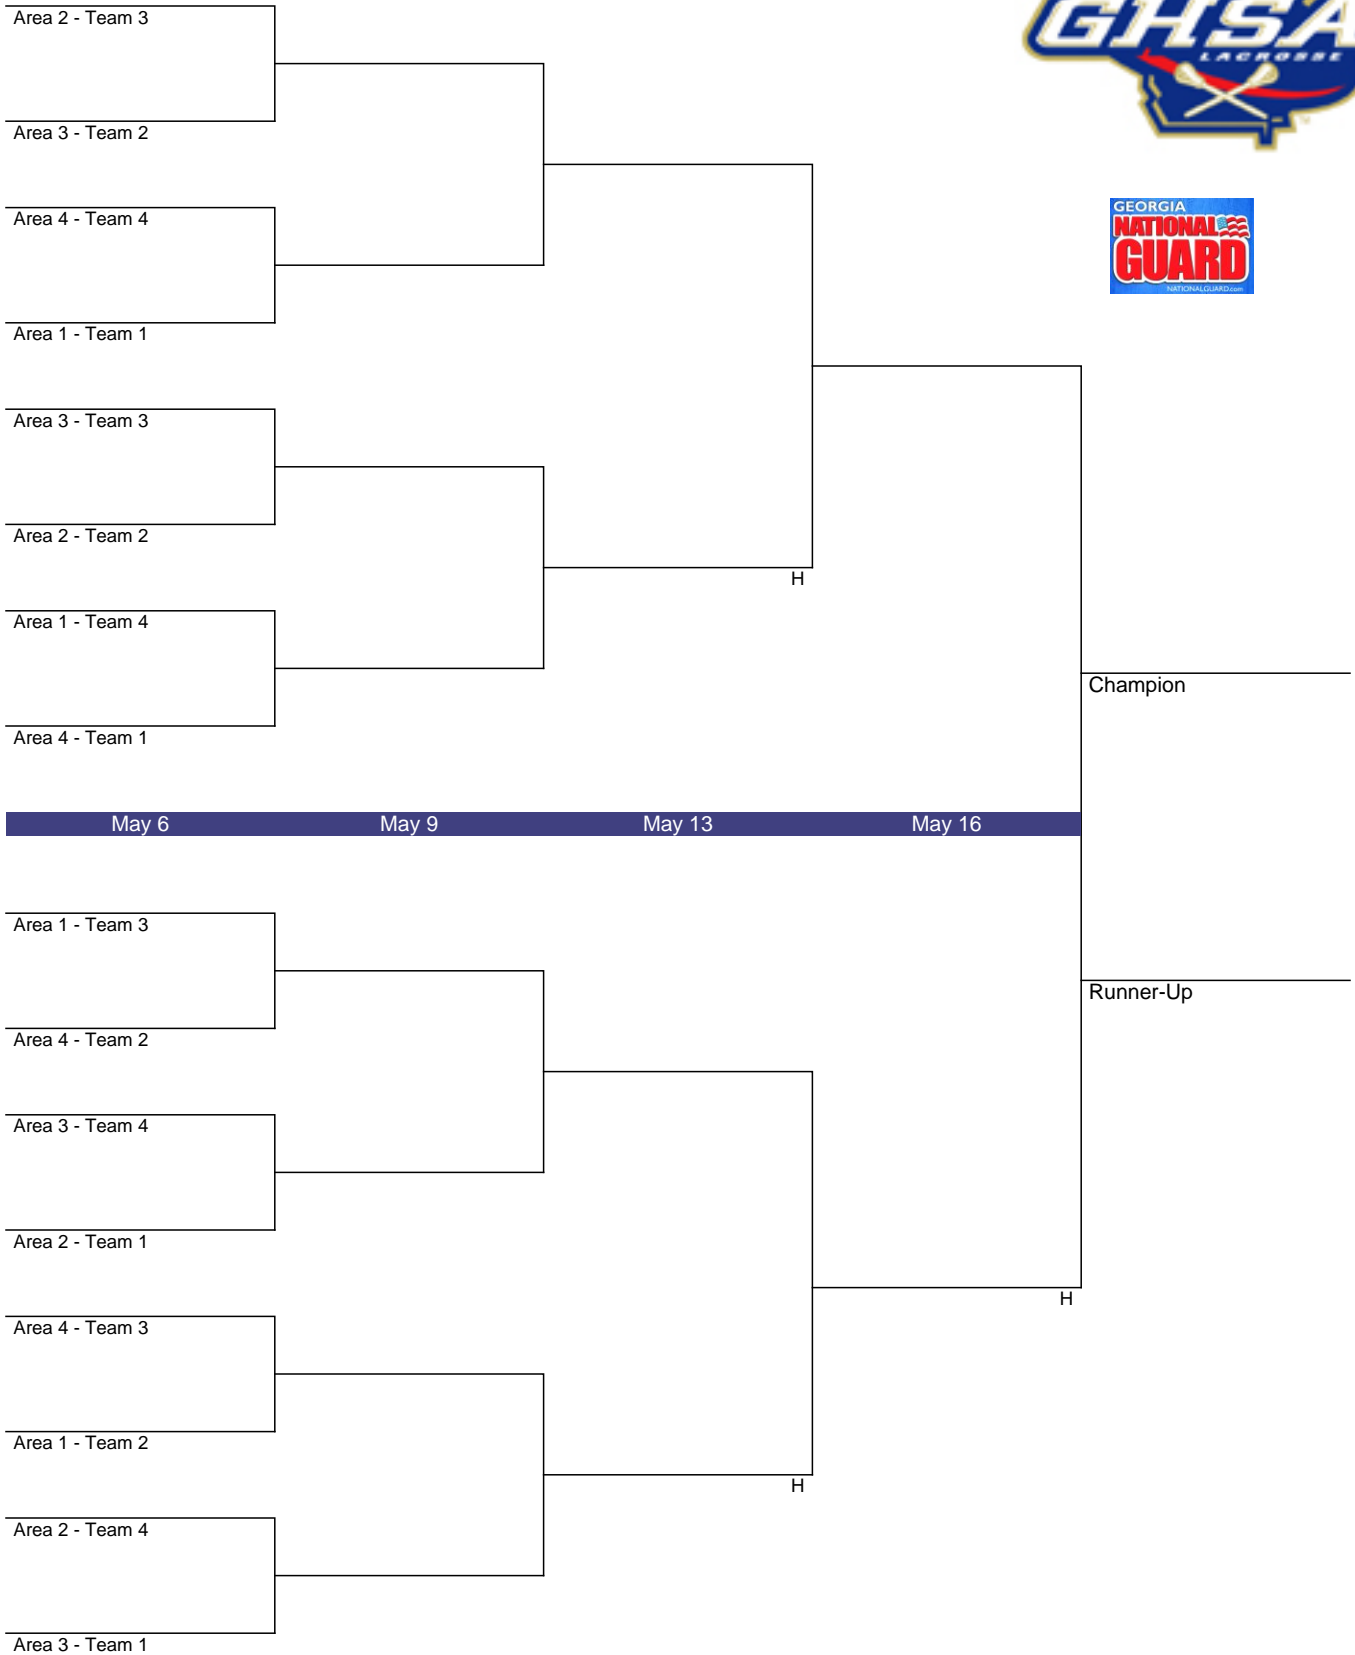 Area 2 - Team 3
GHSA
LACROSSE
Area 3 - Team 2
Area 4 - Team 4
GEORGIA
NATIONAL
GUARD
NATIONALGUARD.com
Area 1 - Team 1
Area 3 - Team 3
Area 2 - Team 2
H
Area 1 - Team 4
Champion
Area 4 - Team 1
May 6 May 9 May 13 May 16
Area 1 - Team 3
Runner-Up
Area 4 - Team 2
Area 3 - Team 4
Area 2 - Team 1
H
Area 4 - Team 3
Area 1 - Team 2
H
Area 2 - Team 4
Area 3 - Team 1